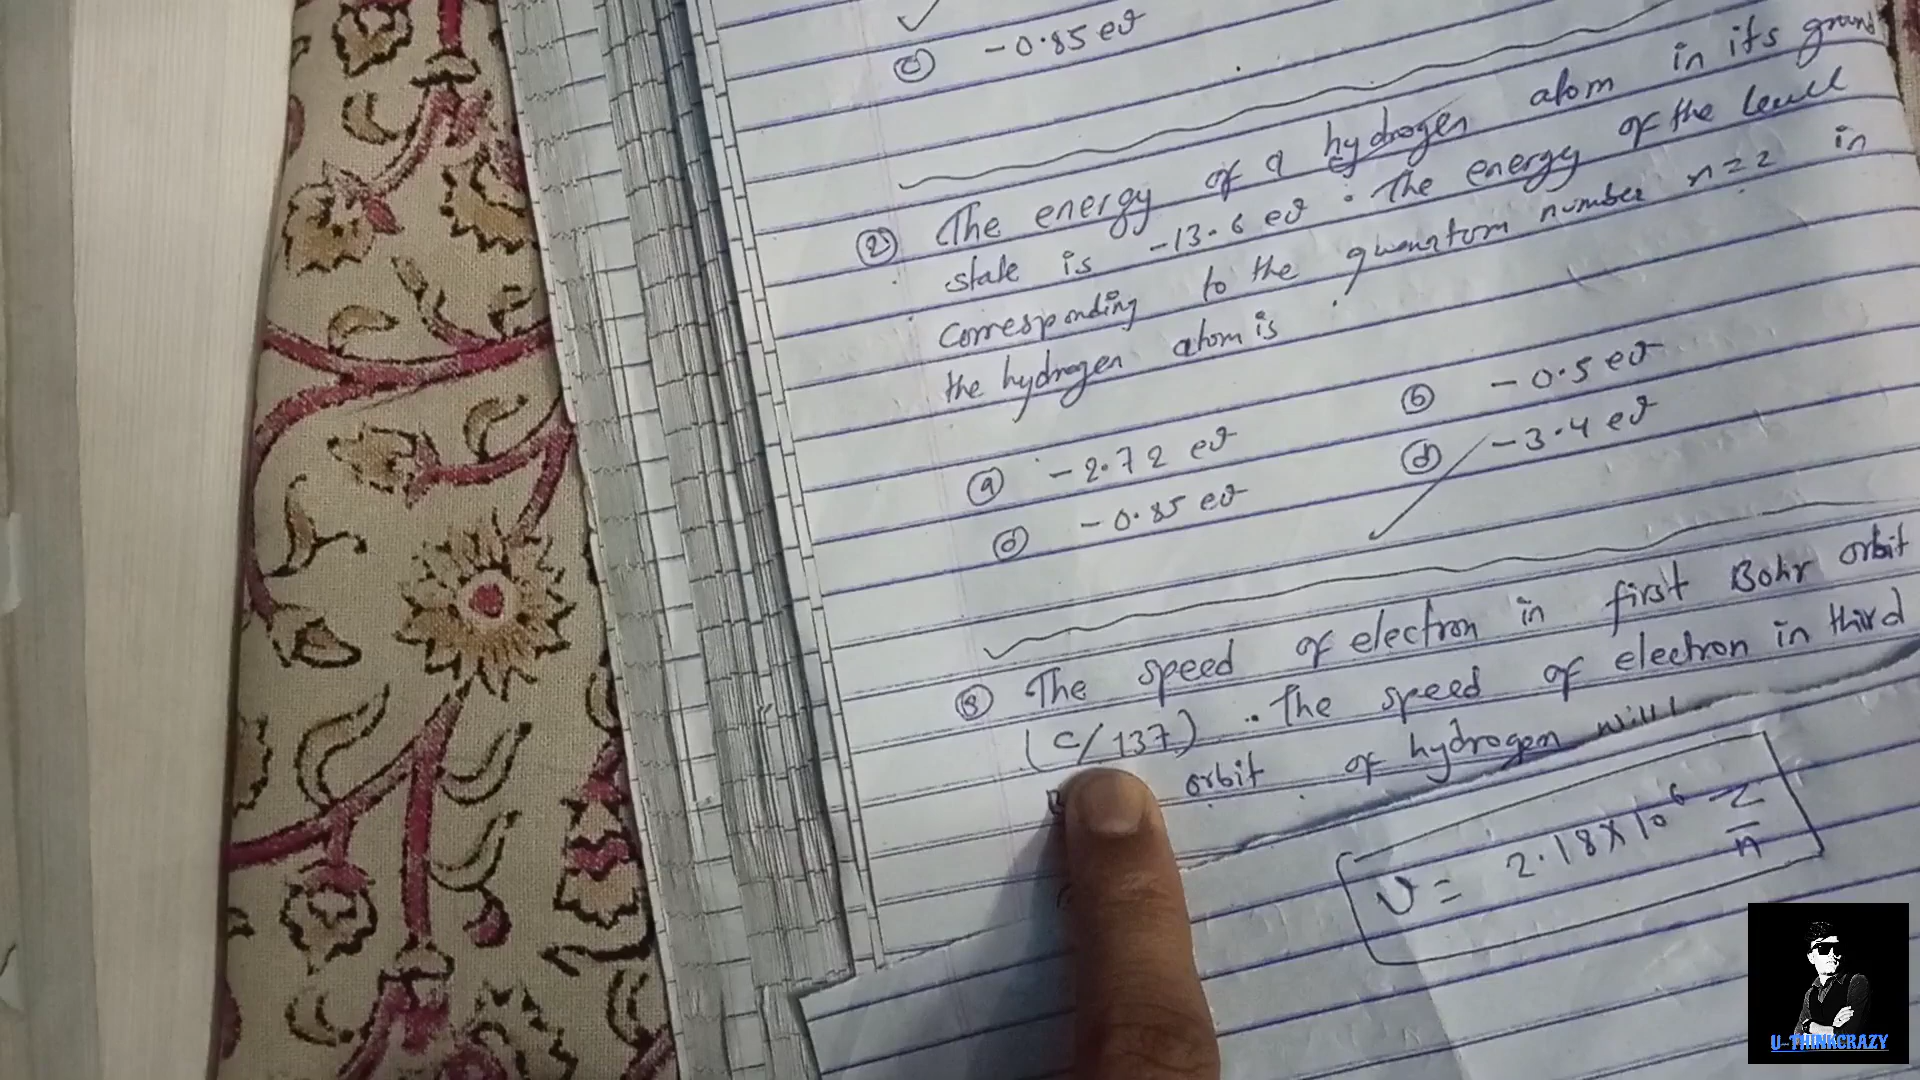 (c) -0.85 eV
(2) The energy of a hydrogen atom in its groun
state is -13.6 eV. The energy of the level
corresponding to the quantum number n=2 in
the hydrogen atom is
(a) -2.72 eV (b) -0.5 eV
(c) -0.85 eV (d) -3.4 eV
(3) The speed of electron in first Bohr orbit
(c/137). The speed of electron in third
orbit of hydrogen will
v = 2.18×10^6 Z/n
U-THINKCRAZY